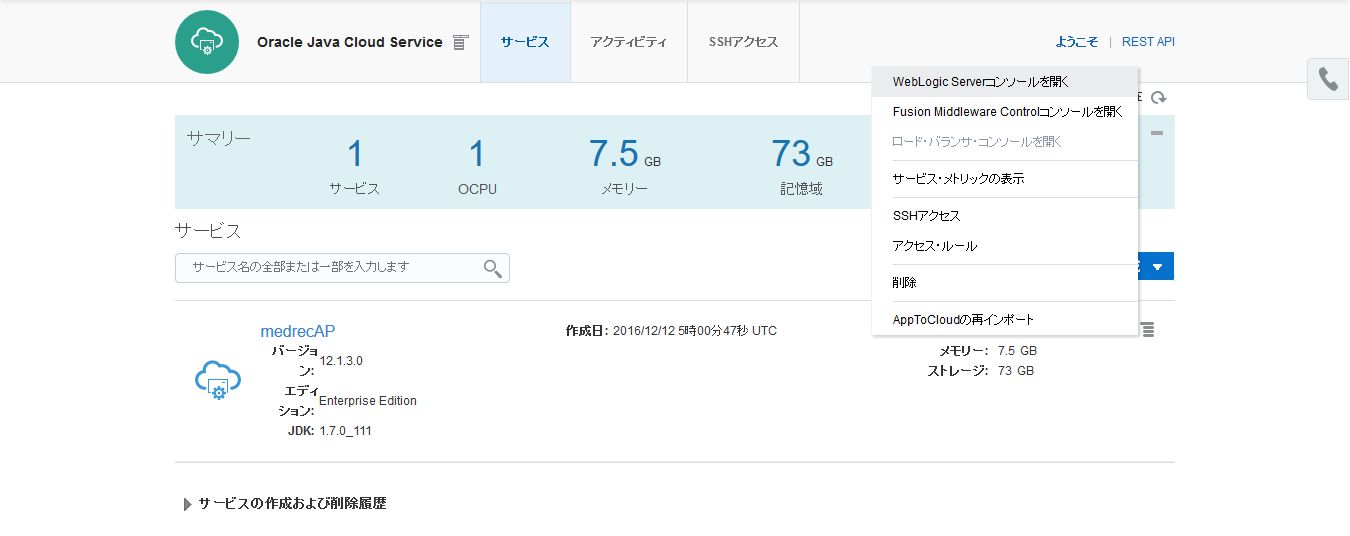 Oracle Java Cloud Service
サービス
アクティビティ
SSHアクセス
ようこそ | REST API
WebLogic Serverコンソールを開く
Fusion Middleware Controlコンソールを開く
ロード・バランサ・コンソールを開く
サービス・メトリックの表示
SSHアクセス
アクセス・ルール
削除
AppToCloudの再インポート
サマリー
1
サービス
1
OCPU
7.5 GB
メモリー
73 GB
記憶域
サービス
サービス名の全部または一部を入力します
medrecAP
バージョ
ン: 12.1.3.0
エディ
ション: Enterprise Edition
JDK: 1.7.0_111
作成日: 2016/12/12 5時00分47秒 UTC
メモリー: 7.5 GB
ストレージ: 73 GB
サービスの作成および削除履歴